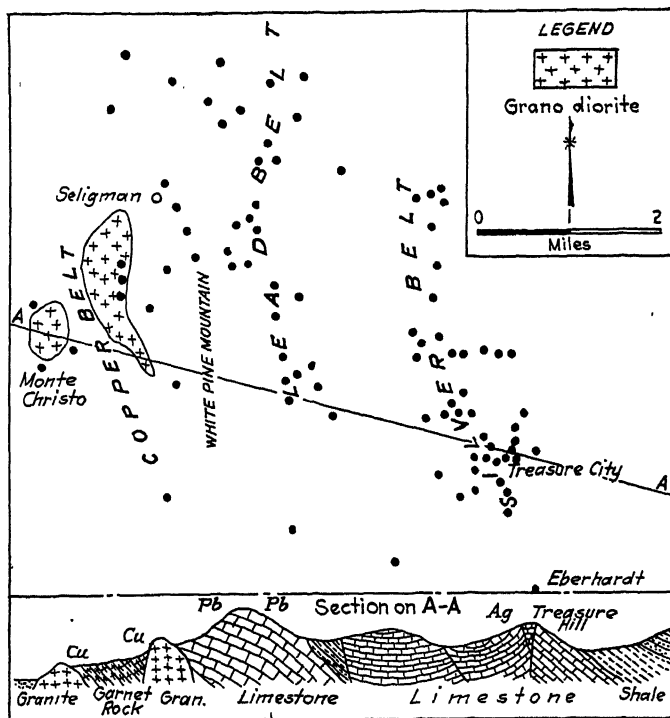 LEGEND
Grano diorite
0 2
Miles
LEAD BELT
SILVER BELT
COPPER BELT
Seligman
WHITE PINE MOUNTAIN
A
Monte
Christo
Treasure City
A
Eberhardt
Section on A-A
Pb Pb Ag Treasure
Hill
Cu Cu
Granite Garnet
Rock Gran. Limestone Limestone Shale